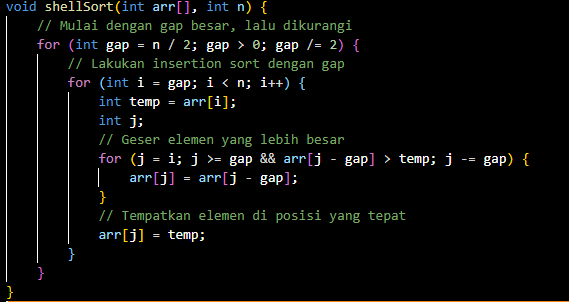 void shellSort(int arr[], int n) {
    // Mulai dengan gap besar, lalu dikurangi
    for (int gap = n / 2; gap > 0; gap /= 2) {
        // Lakukan insertion sort dengan gap
        for (int i = gap; i < n; i++) {
            int temp = arr[i];
            int j;
            // Geser elemen yang lebih besar
            for (j = i; j >= gap && arr[j - gap] > temp; j -= gap) {
                arr[j] = arr[j - gap];
            }
            // Tempatkan elemen di posisi yang tepat
            arr[j] = temp;
        }
    }
}